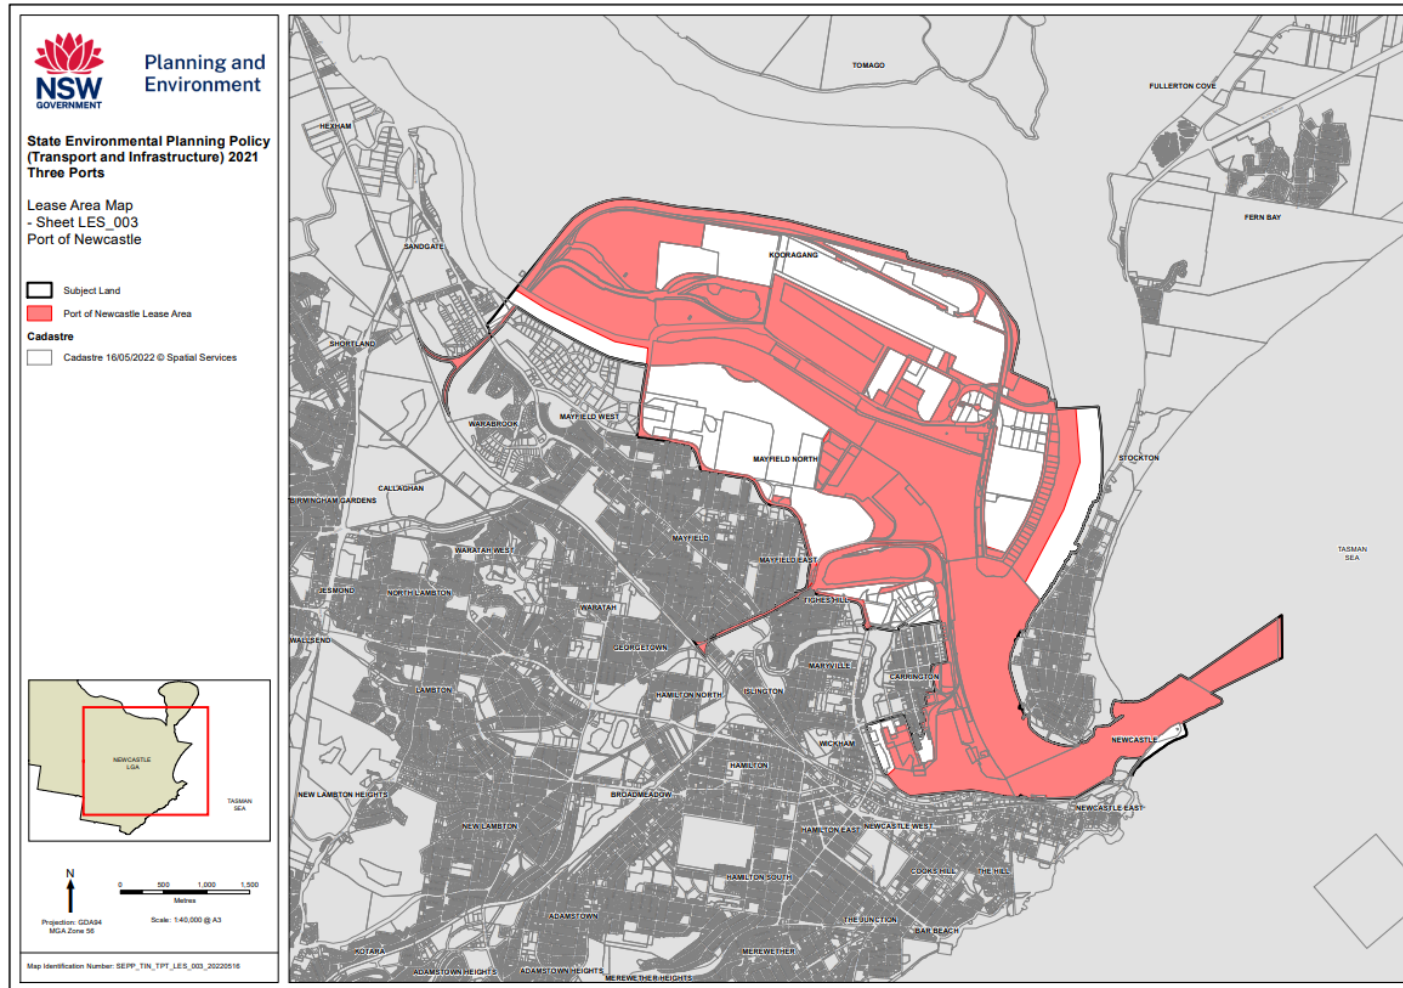 NSW
GOVERNMENT
Planning and
Environment
State Environmental Planning Policy
(Transport and Infrastructure) 2021
Three Ports
Lease Area Map
- Sheet LES_003
Port of Newcastle
Subject Land
Port of Newcastle Lease Area
Cadastre
Cadastre 16/05/2022 © Spatial Services
NEWCASTLE
LGA
TASMAN
SEA
N
0 500 1,000 1,500
Metres
Projection: GDA94
MGA Zone 56
Scale: 1:40,000 @ A3
Map Identification Number: SEPP_TIN_TPT_LES_003_20220516
TOMAGO
FULLERTON COVE
HEXHAM
FERN BAY
SANDGATE
KOORAGANG
SHORTLAND
MAYFIELD WEST
WARABROOK
STOCKTON
MAYFIELD NORTH
CALLAGHAN
BIRMINGHAM GARDENS
MAYFIELD
WARATAH WEST
TASMAN
SEA
MAYFIELD EAST
JESMOND
NORTH LAMBTON
TIGHES HILL
WARATAH
WALLSEND
GEORGETOWN
MARYVILLE
CARRINGTON
LAMBTON
HAMILTON NORTH
ISLINGTON
NEWCASTLE
WICKHAM
HAMILTON
NEW LAMBTON HEIGHTS
BROADMEADOW
NEWCASTLE EAST
NEW LAMBTON
HAMILTON EAST
NEWCASTLE WEST
COOKS HILL
THE HILL
HAMILTON SOUTH
ADAMSTOWN
THE JUNCTION
BAR BEACH
KOTARA
MEREWETHER
ADAMSTOWN HEIGHTS
ADAMSTOWN HEIGHTS
MEREWETHER HEIGHTS